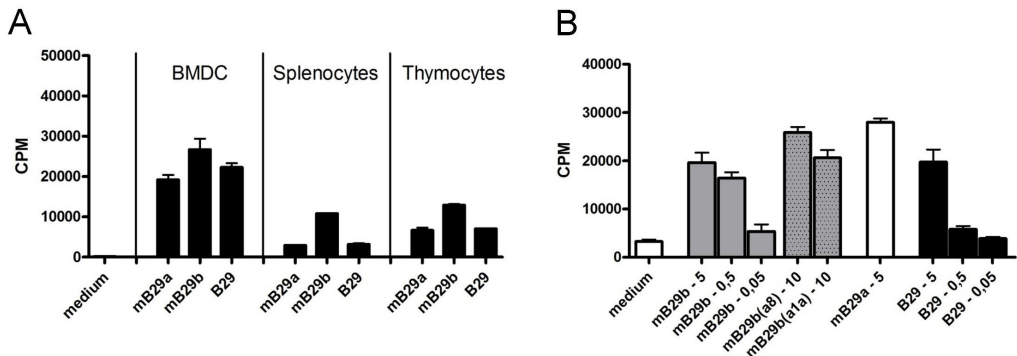 A
50000
40000
30000
20000
10000
0
CPM
BMDC
Splenocytes
Thymocytes
medium
mB29a
mB29b
B29
mB29a
mB29b
B29
mB29a
mB29b
B29
B
40000
30000
20000
10000
0
CPM
medium
mB29b - 5
mB29b - 0,5
mB29b - 0,05
mB29b(a8) - 10
mB29b(a1a) - 10
mB29a - 5
B29 - 5
B29 - 0,5
B29 - 0,05